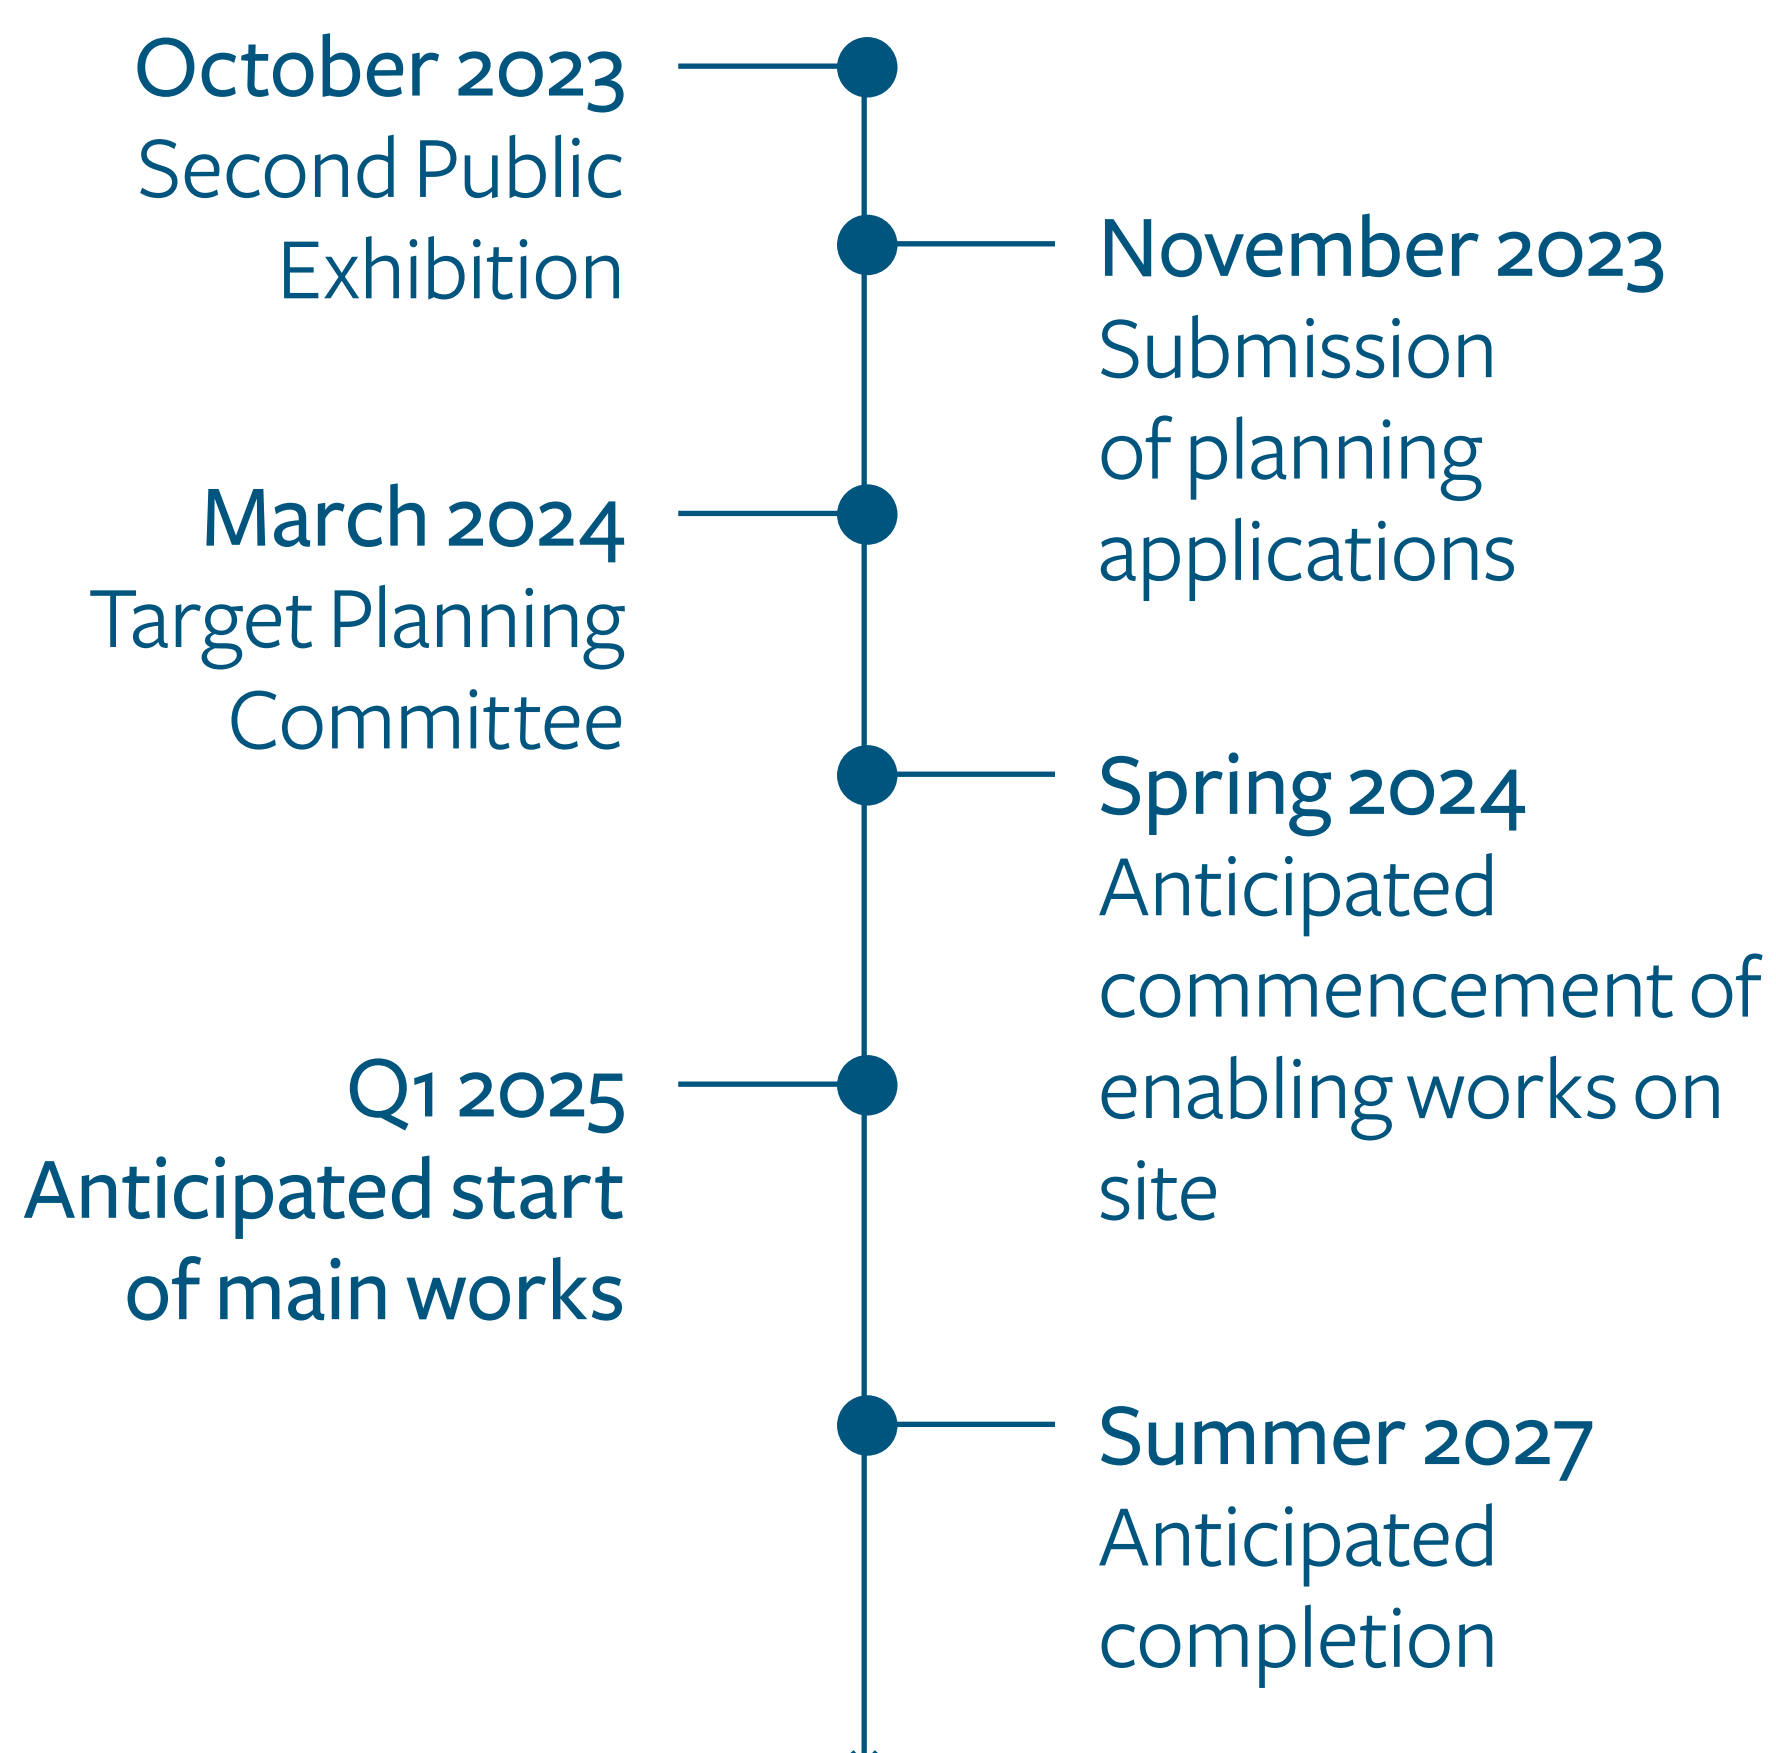 October 2023
Second Public
Exhibition
November 2023
Submission
of planning
applications
March 2024
Target Planning
Committee
Spring 2024
Anticipated
commencement of
enabling works on
site
Q1 2025
Anticipated start
of main works
Summer 2027
Anticipated
completion